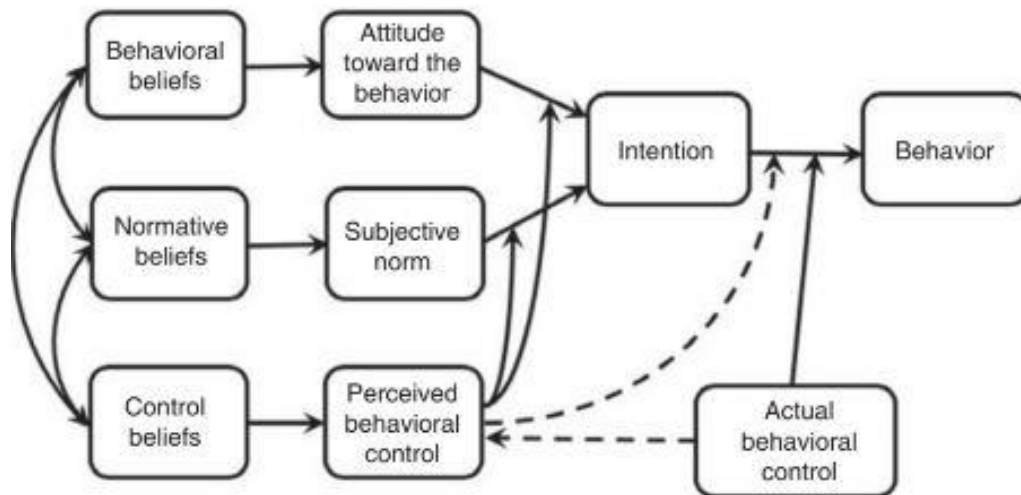 Behavioral
beliefs
Attitude
toward the
behavior
Intention
Behavior
Normative
beliefs
Subjective
norm
Control
beliefs
Perceived
behavioral
control
Actual
behavioral
control